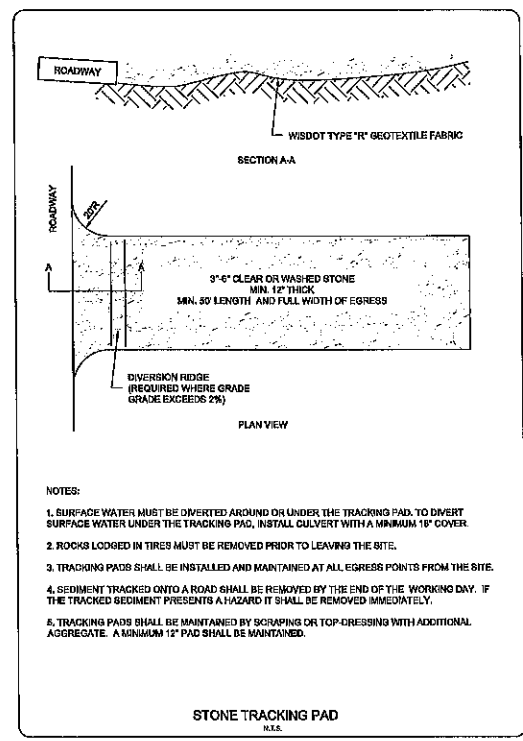 ROADWAY
WISDOT TYPE "R" GEOTEXTILE FABRIC
SECTION A-A
ROADWAY
20'R
A
A
3"-6" CLEAR OR WASHED STONE
MIN. 12" THICK
MIN. 50' LENGTH AND FULL WIDTH OF EGRESS
DIVERSION RIDGE
(REQUIRED WHERE GRADE
GRADE EXCEEDS 2%)
PLAN VIEW
NOTES:
1. SURFACE WATER MUST BE DIVERTED AROUND OR UNDER THE TRACKING PAD. TO DIVERT
SURFACE WATER UNDER THE TRACKING PAD, INSTALL CULVERT WITH A MINIMUM 18" COVER.
2. ROCKS LODGED IN TIRES MUST BE REMOVED PRIOR TO LEAVING THE SITE.
3. TRACKING PADS SHALL BE INSTALLED AND MAINTAINED AT ALL EGRESS POINTS FROM THE SITE.
4. SEDIMENT TRACKED ONTO A ROAD SHALL BE REMOVED BY THE END OF THE WORKING DAY. IF
THE TRACKED SEDIMENT PRESENTS A HAZARD IT SHALL BE REMOVED IMMEDIATELY.
5. TRACKING PADS SHALL BE MAINTAINED BY SCRAPING OR TOP-DRESSING WITH ADDITIONAL
AGGREGATE. A MINIMUM 12" PAD SHALL BE MAINTAINED.
STONE TRACKING PAD
N.T.S.